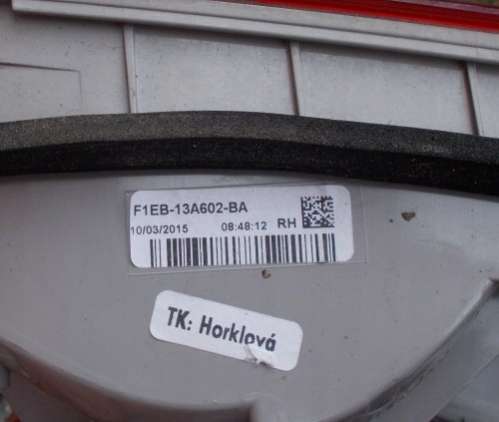 F1EB-13A602-BA
10/03/2015 08:48:12 RH
TK: Horklová